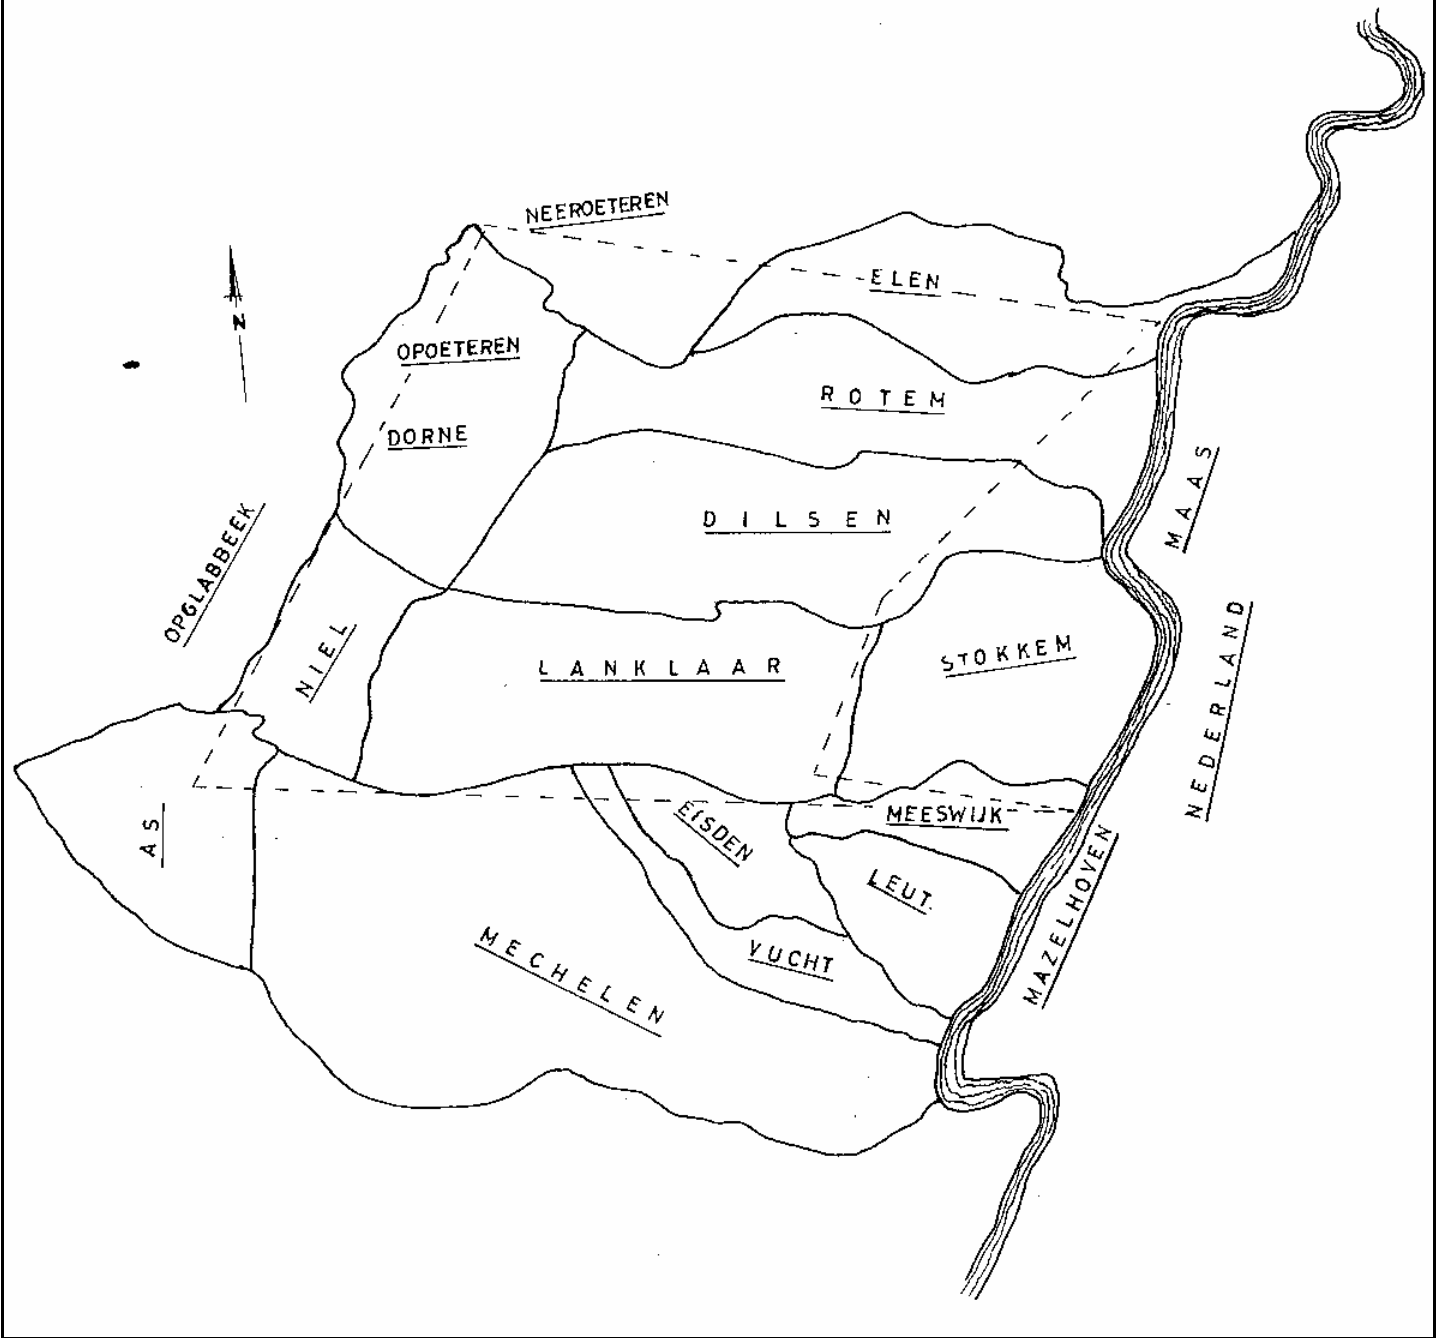 NEEROETEREN
ELEN
N
OPOETEREN
ROTEM
DORNE
MAAS
DILSEN
OPGLABBEEK
NIEL
LANKLAAR
STOKKEM
NEDERLAND
AS
EISDEN
MEESWIJK
LEUT.
MAZELHOVEN
MECHELEN
VUCHT